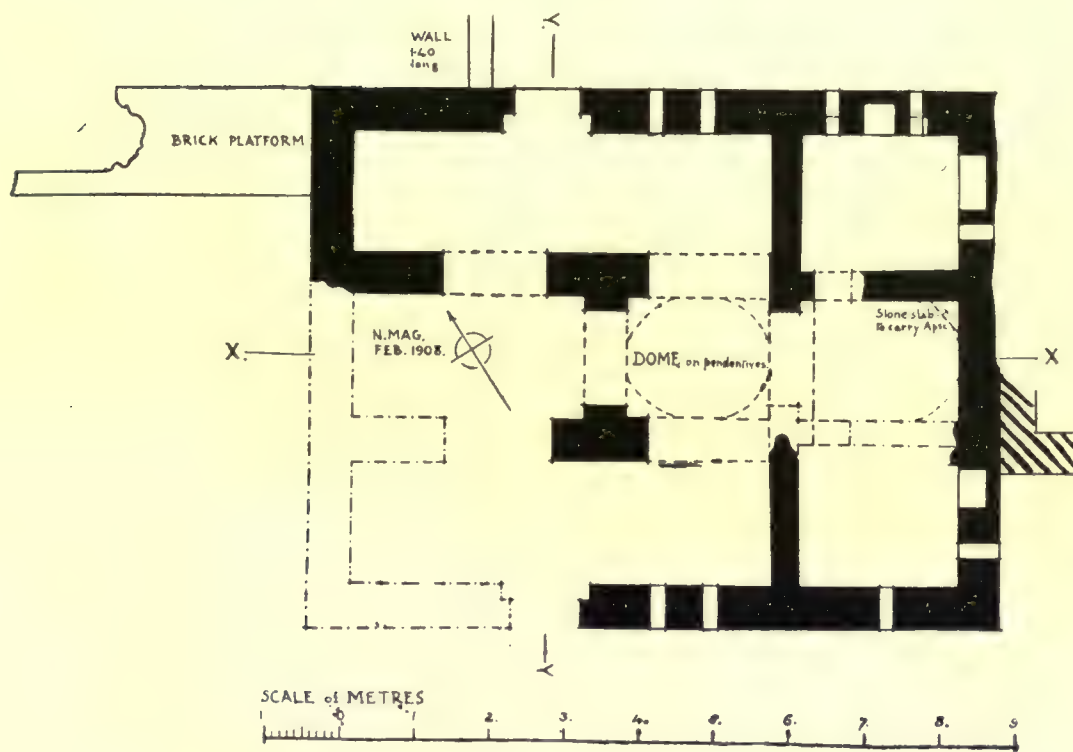 Y.
WALL
1·40
long
BRICK PLATFORM
N.MAG.
FEB. 1908.
Stone slab
to carry Apse
X.
DOME on pendentives.
X
Y.
SCALE of METRES
0 1 2. 3. 4. 5. 6. 7. 8. 9